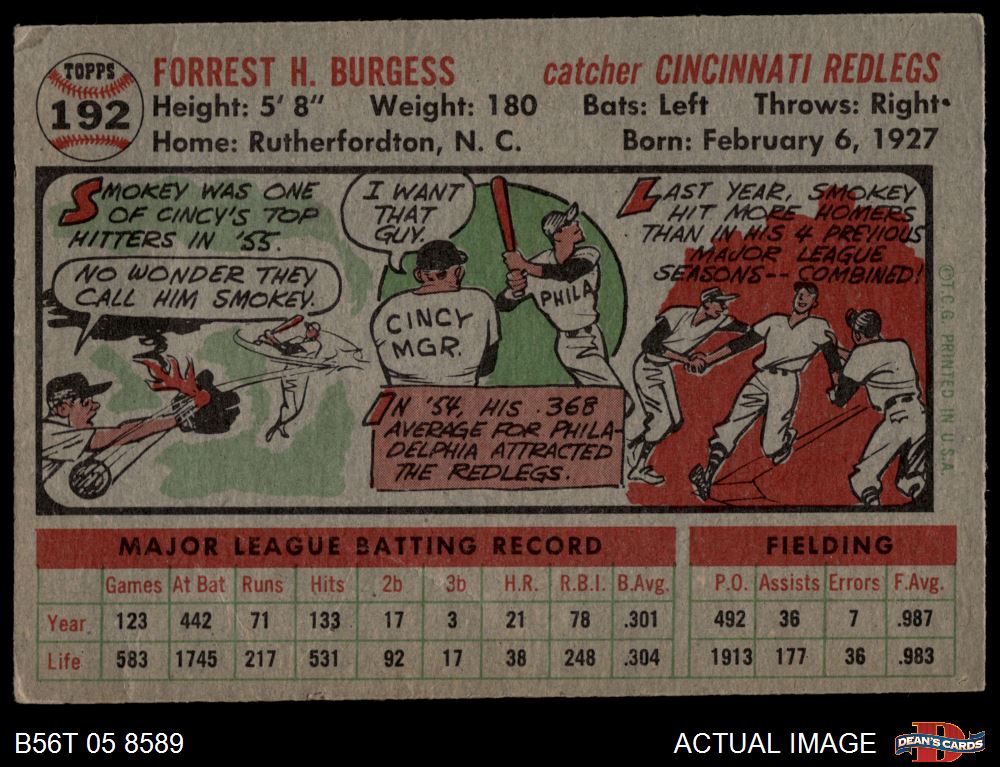 TOPPS
192
FORREST H. BURGESS
catcher CINCINNATI REDLEGS
Height: 5' 8" Weight: 180 Bats: Left Throws: Right
Home: Rutherfordton, N. C. Born: February 6, 1927
SMOKEY WAS ONE
OF CINCY'S TOP
HITTERS IN '55.
NO WONDER THEY
CALL HIM SMOKEY.
I WANT
THAT
GUY.
CINCY
MGR.
PHILA
IN '54, HIS .368
AVERAGE FOR PHILA-
DELPHIA ATTRACTED
THE REDLEGS.
LAST YEAR, SMOKEY
HIT MORE HOMERS
THAN IN HIS 4 PREVIOUS
MAJOR LEAGUE
SEASONS-- COMBINED!
©T.C.G. PRINTED IN U.S.A.
MAJOR LEAGUE BATTING RECORD
Games At Bat Runs Hits 2b 3b H.R. R.B.I. B.Avg.
Year 123 442 71 133 17 3 21 78 .301
Life 583 1745 217 531 92 17 38 248 .304
FIELDING
P.O. Assists Errors F.Avg.
492 36 7 .987
1913 177 36 .983
B56T 05 8589
ACTUAL IMAGE
D
DEAN'S CARDS